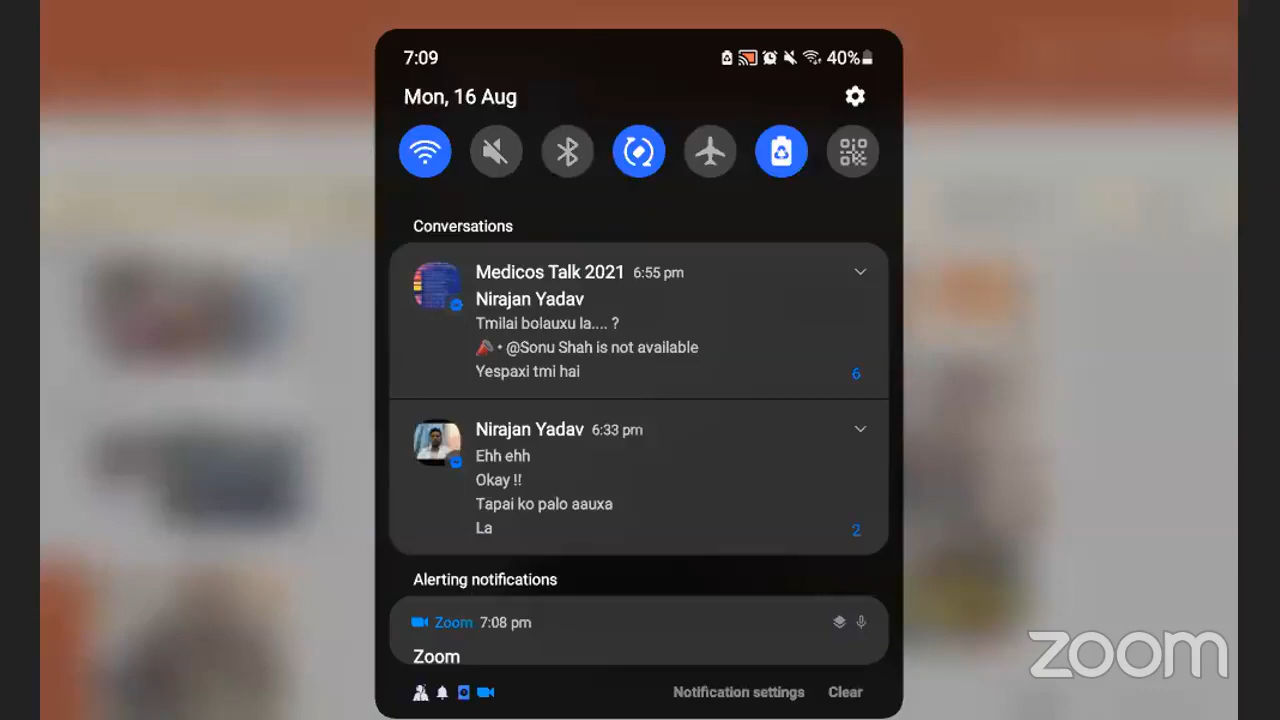 7:09
40%
Mon, 16 Aug
Conversations
Medicos Talk 2021 6:55 pm
Nirajan Yadav
Tmilai bolauxu la.... ?
📣 • @Sonu Shah is not available
Yespaxi tmi hai
6
Nirajan Yadav 6:33 pm
Ehh ehh
Okay !!
Tapai ko palo aauxa
La
2
Alerting notifications
Zoom 7:08 pm
Zoom
Notification settings Clear
zoom